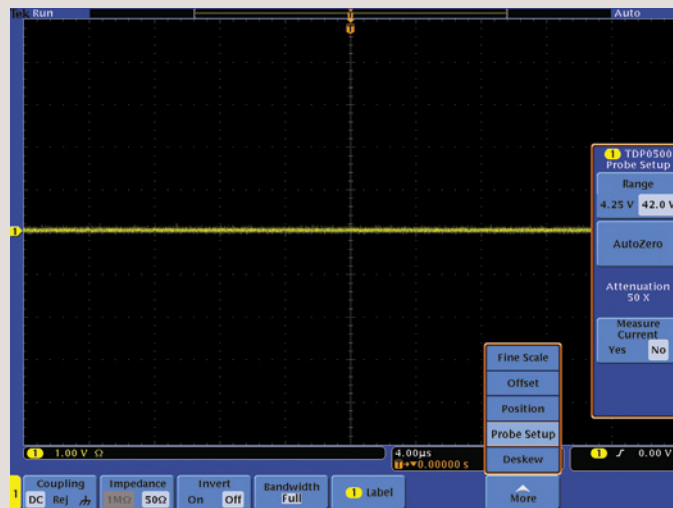 Tek Run Auto
T
T
1 TDP0500
Probe Setup
Range
4.25 V 42.0 V
1
AutoZero
Attenuation
50 X
Measure
Current
Yes No
Fine Scale
Offset
Position
Probe Setup
Deskew
1 1.00 V Ω
4.00µs
T→▼0.00000 s
1 0.00 V
1
Coupling
DC Rej
Impedance
1MΩ 50Ω
Invert
On Off
Bandwidth
Full
1 Label
More